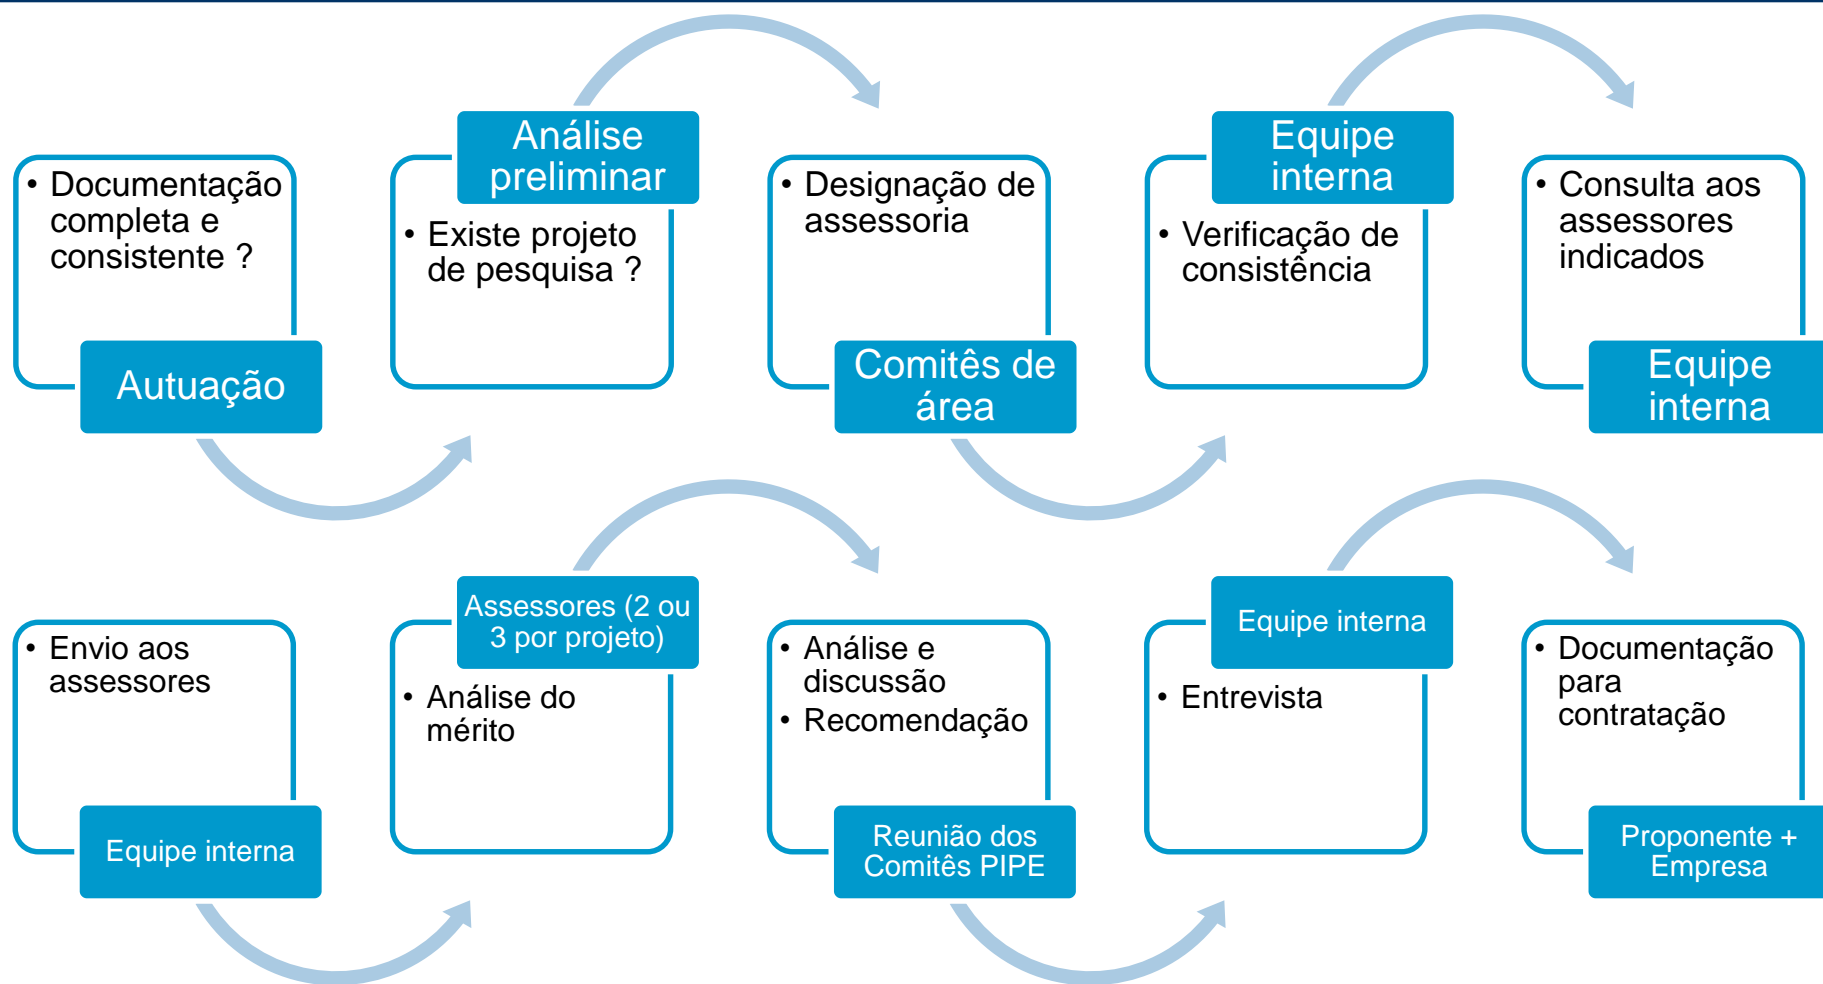 • Documentação
completa e
consistente ?
Autuação
Análise
preliminar
• Existe projeto
de pesquisa ?
• Designação de
assessoria
Comitês de
área
Equipe
interna
• Verificação de
consistência
• Consulta aos
assessores
indicados
Equipe
interna
• Envio aos
assessores
Equipe interna
Assessores (2 ou
3 por projeto)
• Análise do
mérito
• Análise e
discussão
• Recomendação
Reunião dos
Comitês PIPE
Equipe interna
• Entrevista
• Documentação
para
contratação
Proponente +
Empresa